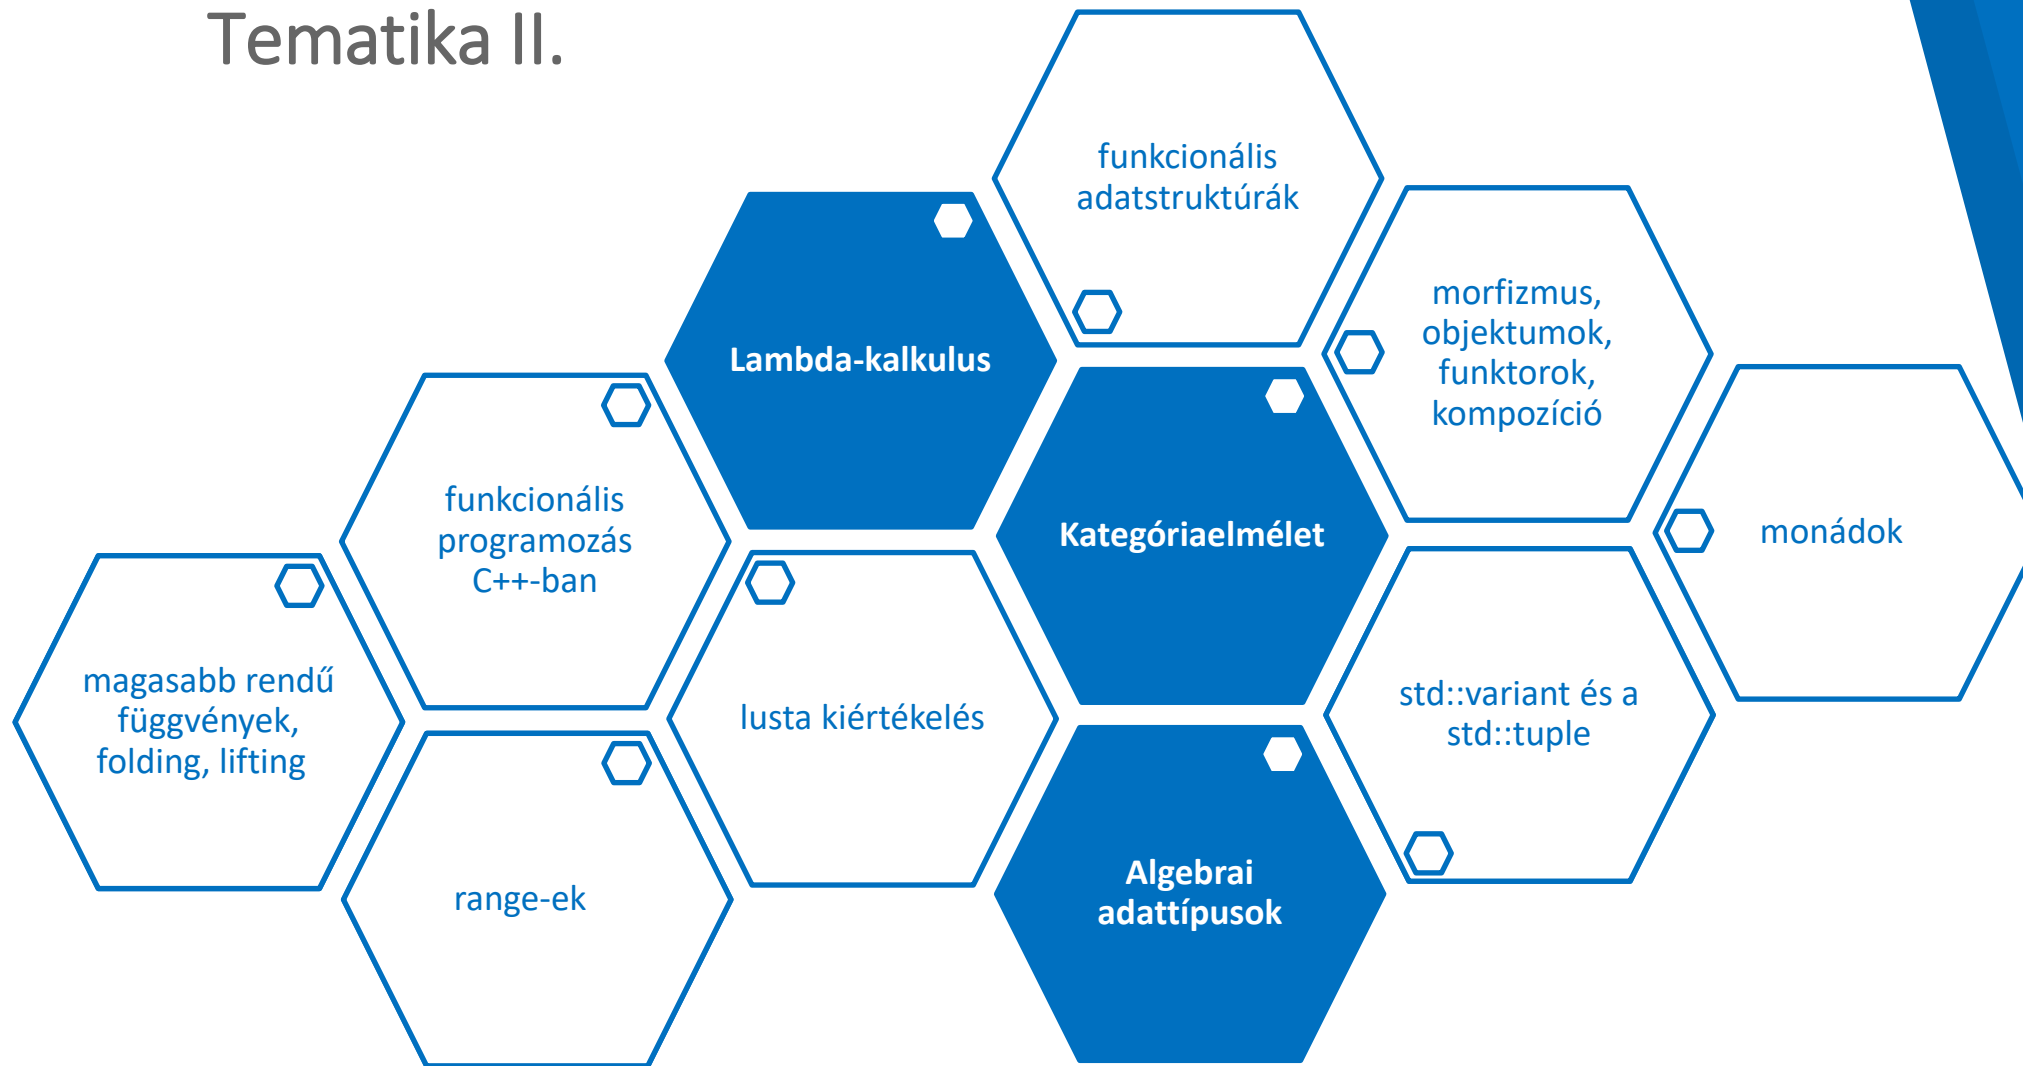 Tematika II.
funkcionális
adatstruktúrák
Lambda-kalkulus
morfizmus,
objektumok,
funktorok,
kompozíció
funkcionális
programozás
C++-ban
Kategóriaelmélet
monádok
magasabb rendű
függvények,
folding, lifting
lusta kiértékelés
std::variant és a
std::tuple
range-ek
Algebrai
adattípusok